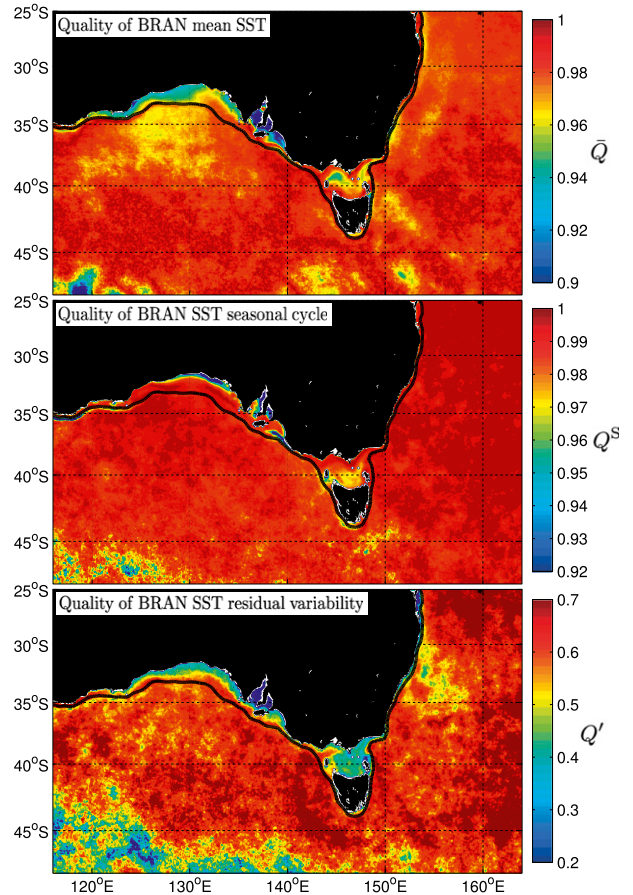 Quality of BRAN mean SST
25°S
30°S
35°S
40°S
45°S
1
0.98
0.96
0.94
0.92
0.9
Q̄
Quality of BRAN SST seasonal cycle
25°S
30°S
35°S
40°S
45°S
1
0.99
0.98
0.97
0.96
0.95
0.94
0.93
0.92
Qˢ
Quality of BRAN SST residual variability
25°S
30°S
35°S
40°S
45°S
0.7
0.6
0.5
0.4
0.3
0.2
Q′
120°E 130°E 140°E 150°E 160°E